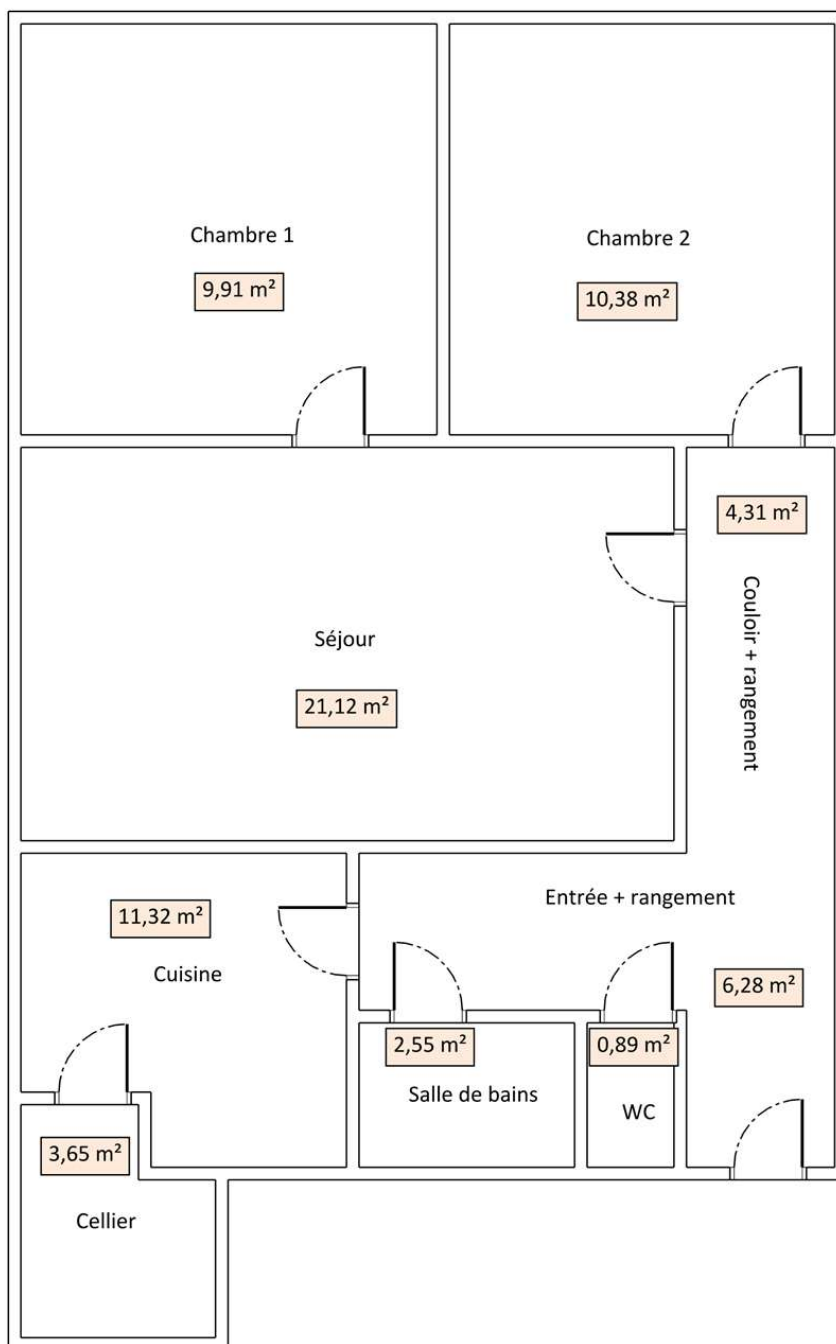 Chambre 1
9,91 m²
Chambre 2
10,38 m²
4,31 m²
Couloir + rangement
Séjour
21,12 m²
Entrée + rangement
11,32 m²
Cuisine
6,28 m²
2,55 m²
Salle de bains
0,89 m²
WC
3,65 m²
Cellier